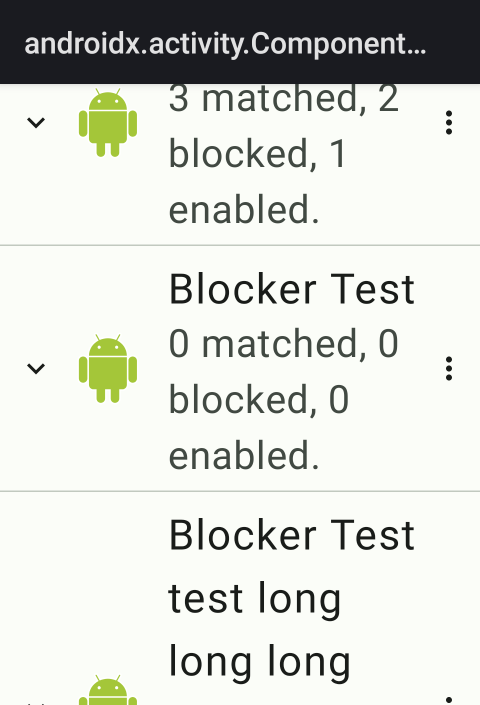 androidx.activity.Component...
3 matched, 2
blocked, 1
enabled.
Blocker Test
0 matched, 0
blocked, 0
enabled.
Blocker Test
test long
long long